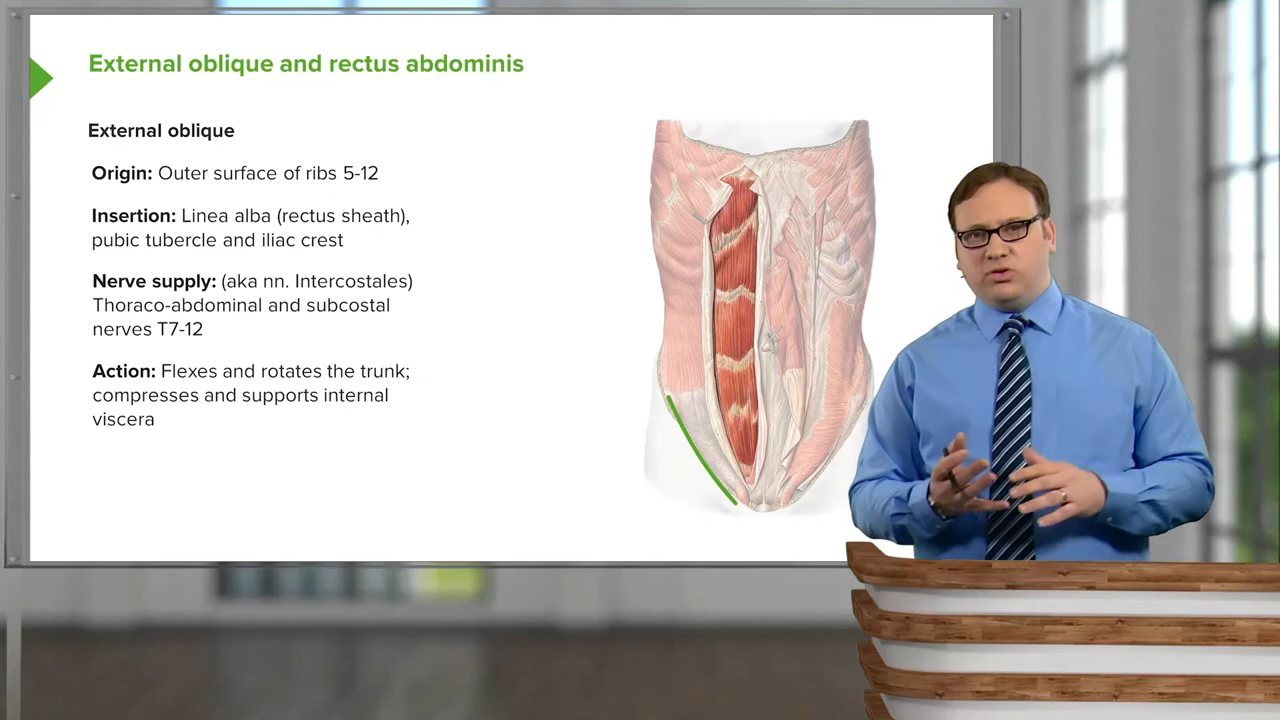 External oblique and rectus abdominis
External oblique
Origin: Outer surface of ribs 5-12
Insertion: Linea alba (rectus sheath),
pubic tubercle and iliac crest
Nerve supply: (aka nn. Intercostales)
Thoraco-abdominal and subcostal
nerves T7-12
Action: Flexes and rotates the trunk;
compresses and supports internal
viscera